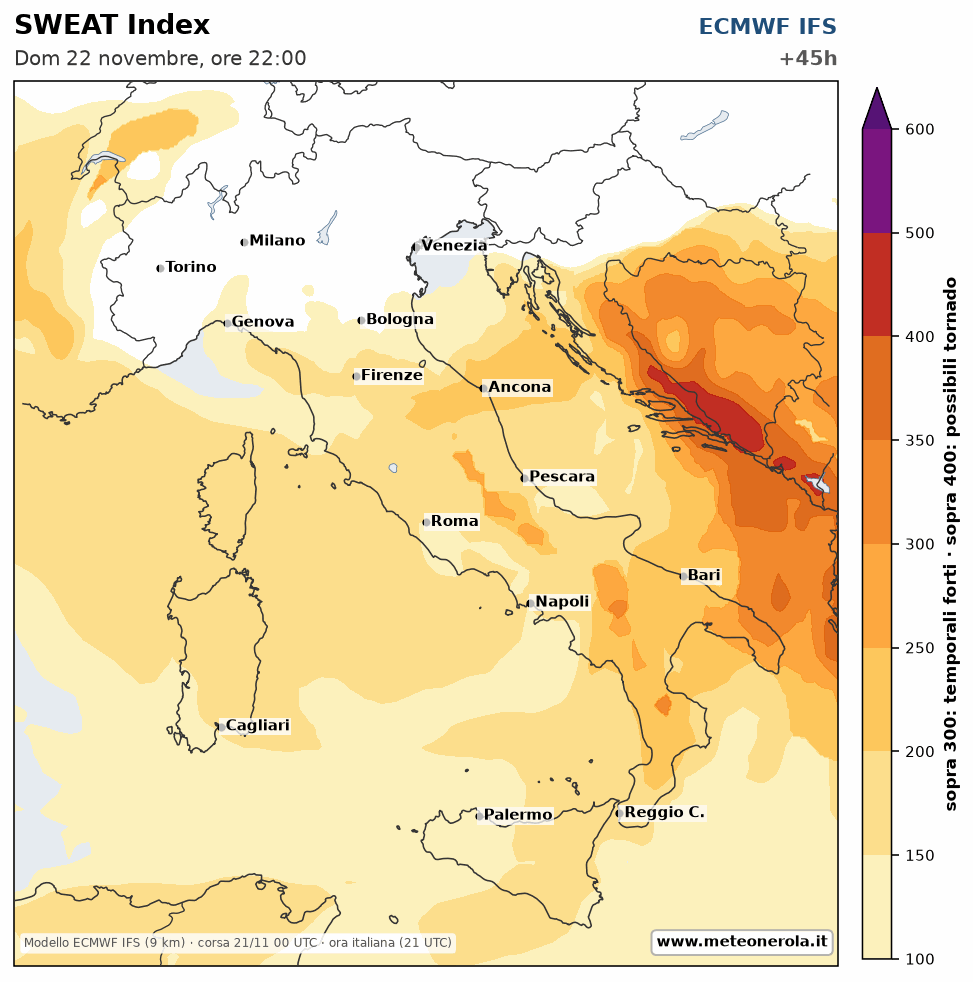 SWEAT Index
ECMWF IFS
Dom 22 novembre, ore 22:00
+45h
600
500
400
350
300
250
200
150
100
sopra 300: temporali forti · sopra 400: possibili tornado
Milano
Venezia
Torino
Genova
Bologna
Firenze
Ancona
Pescara
Roma
Bari
Napoli
Cagliari
Palermo
Reggio C.
Modello ECMWF IFS (9 km) · corsa 21/11 00 UTC · ora italiana (21 UTC)
www.meteonerola.it